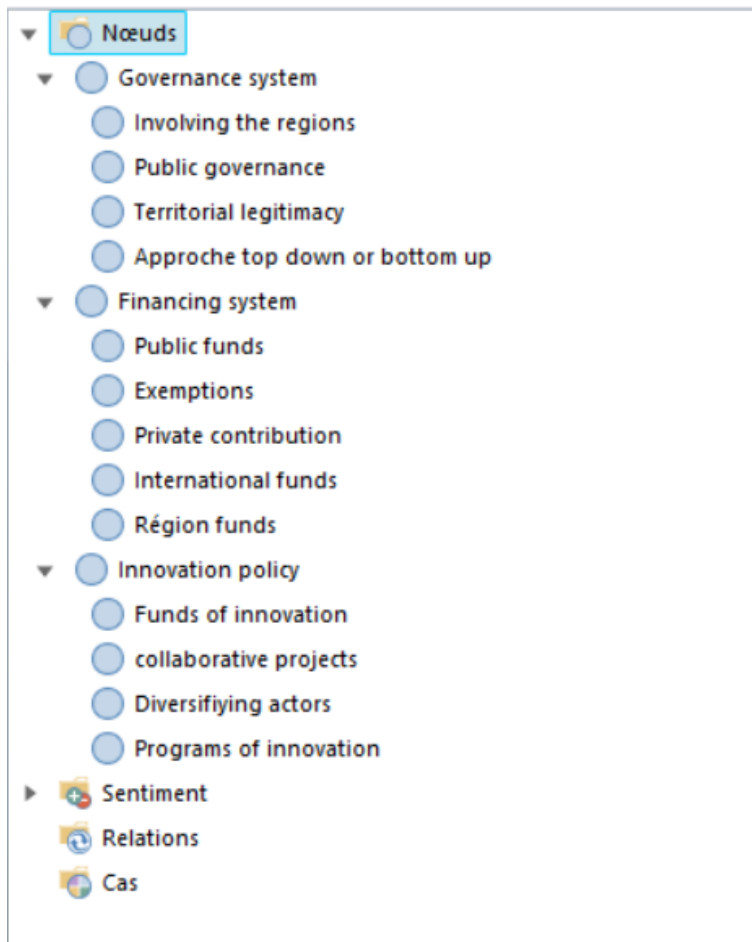 Nœuds
Governance system
Involving the regions
Public governance
Territorial legitimacy
Approche top down or bottom up
Financing system
Public funds
Exemptions
Private contribution
International funds
Région funds
Innovation policy
Funds of innovation
collaborative projects
Diversifiying actors
Programs of innovation
Sentiment
Relations
Cas